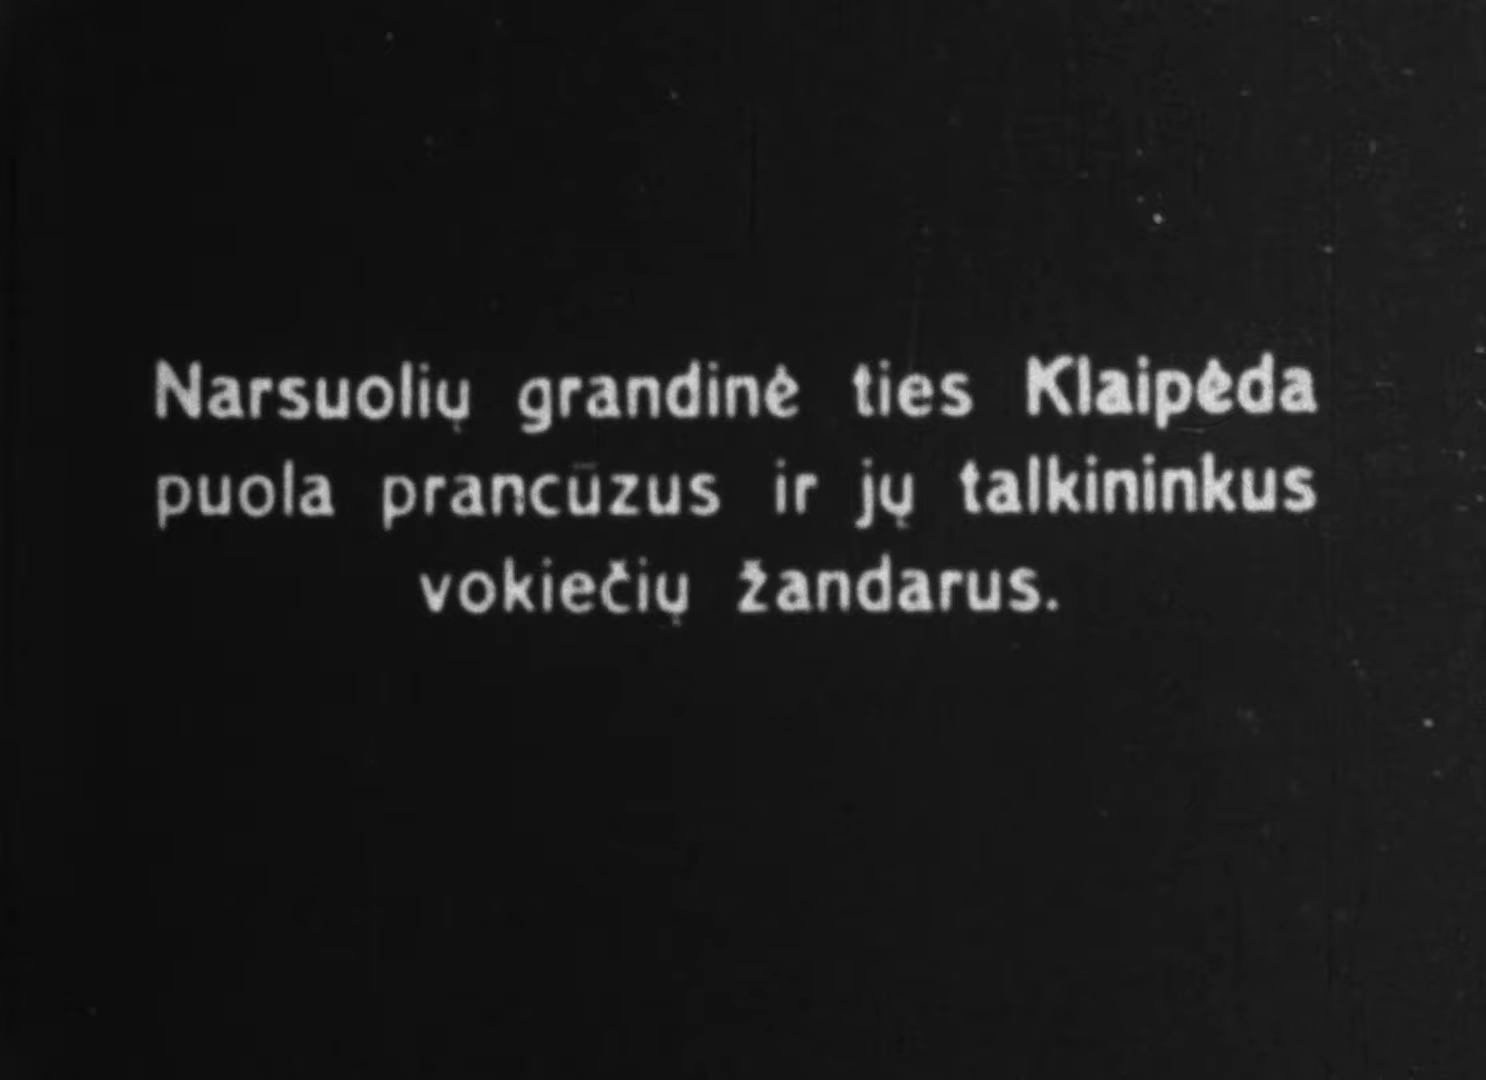 Narsuolių grandinė ties Klaipėda
puola prancūzus ir jų talkininkus
vokiečių žandarus.